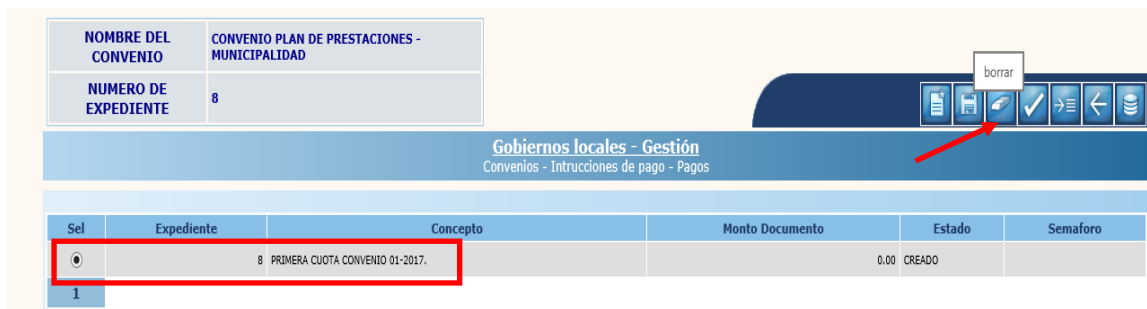 NOMBRE DEL
CONVENIO
CONVENIO PLAN DE PRESTACIONES -
MUNICIPALIDAD
NUMERO DE
EXPEDIENTE
8
borrar
Gobiernos locales - Gestión
Convenios - Intrucciones de pago - Pagos
Sel Expediente Concepto Monto Documento Estado Semaforo
8 PRIMERA CUOTA CONVENIO 01-2017. 0.00 CREADO
1